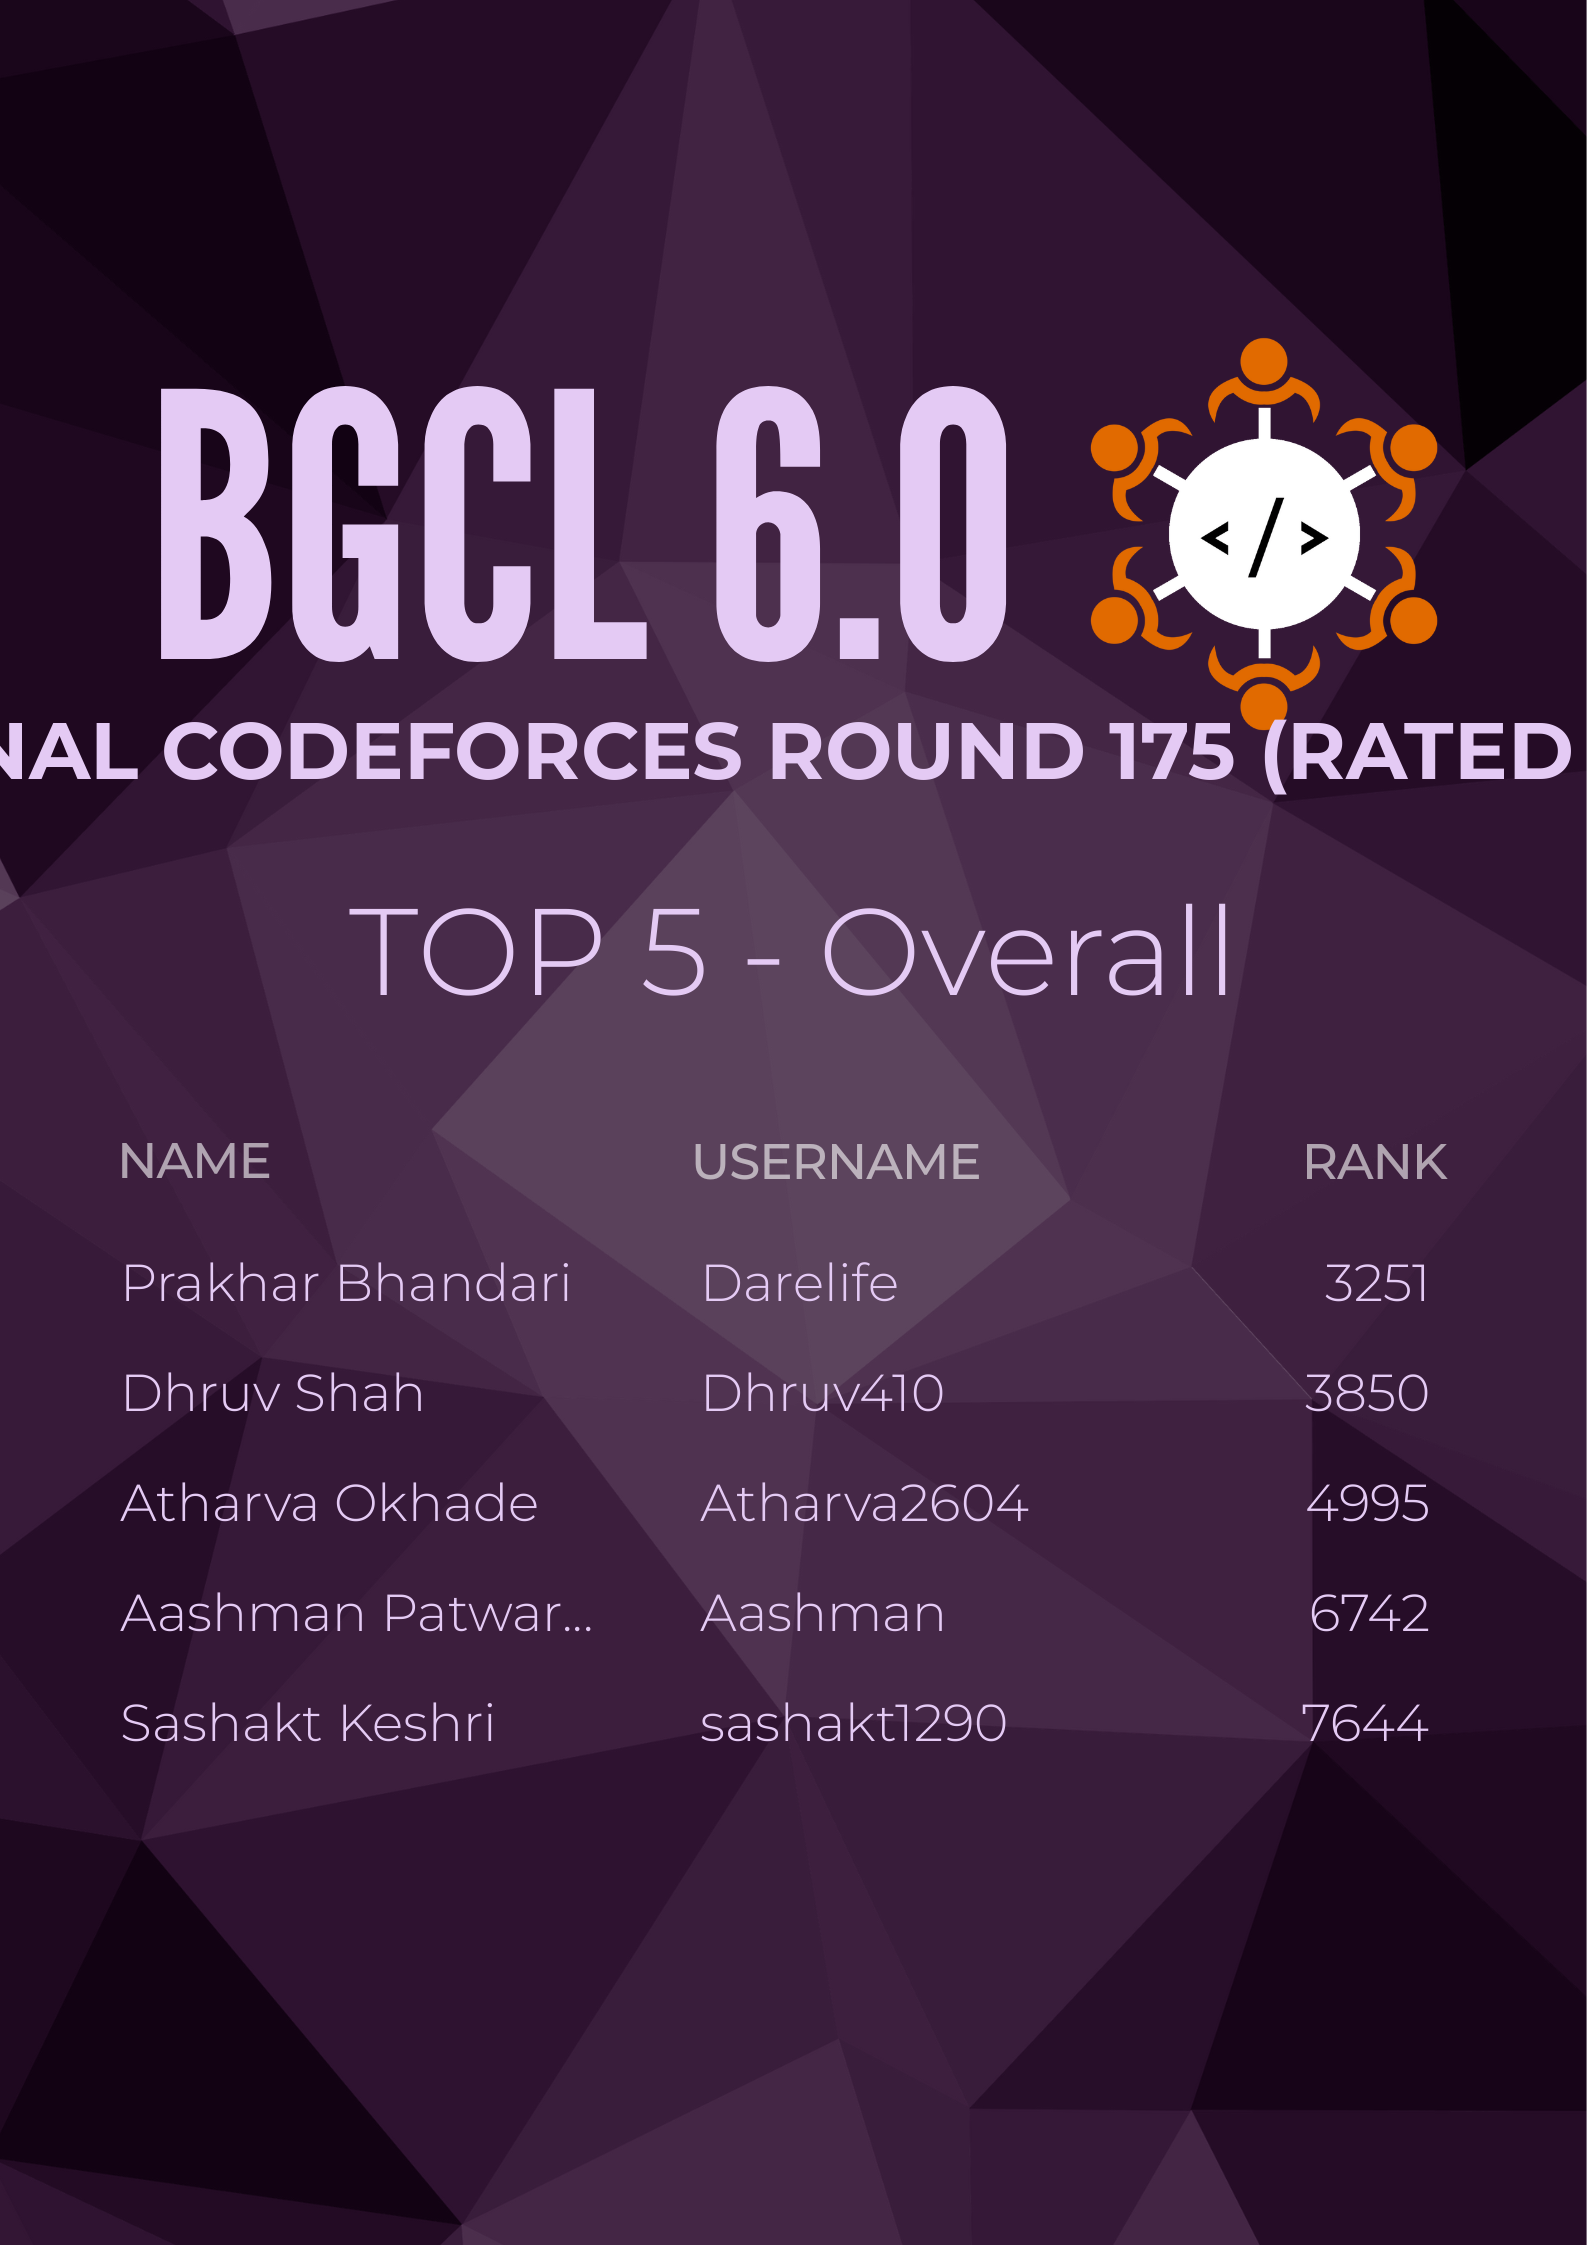 BGCL 6.0
</>
NAL CODEFORCES ROUND 175 (RATED
TOP 5 - Overall
NAME USERNAME RANK
Prakhar Bhandari Darelife 3251
Dhruv Shah Dhruv410 3850
Atharva Okhade Atharva2604 4995
Aashman Patwar... Aashman 6742
Sashakt Keshri sashakt1290 7644